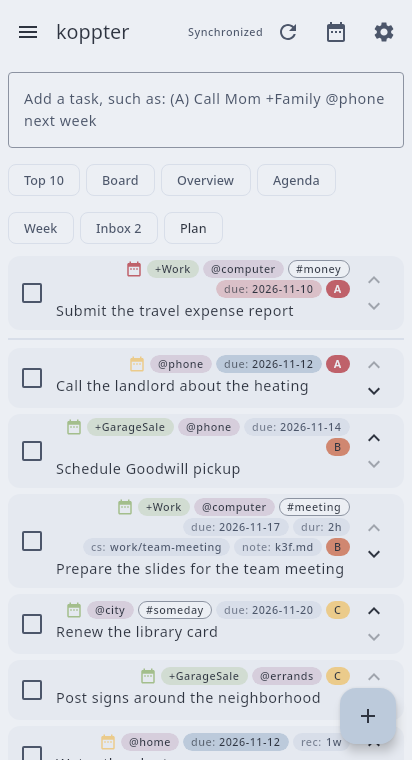 koppter Synchronized
Add a task, such as: (A) Call Mom +Family @phone
next week
Top 10 Board Overview Agenda
Week Inbox 2 Plan
+Work @computer #money
due: 2026-11-10 A
Submit the travel expense report
@phone due: 2026-11-12 A
Call the landlord about the heating
+GarageSale @phone due: 2026-11-14
B
Schedule Goodwill pickup
+Work @computer #meeting
due: 2026-11-17 dur: 2h
cs: work/team-meeting note: k3f.md B
Prepare the slides for the team meeting
@city #someday due: 2026-11-20 C
Renew the library card
+GarageSale @errands C
Post signs around the neighborhood
@home due: 2026-11-12 rec: 1w